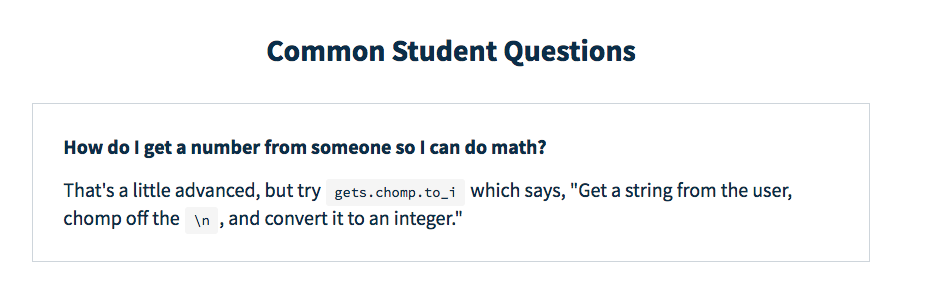 Common Student Questions
How do I get a number from someone so I can do math?
That's a little advanced, but try gets.chomp.to_i which says, "Get a string from the user,
chomp off the \n , and convert it to an integer."